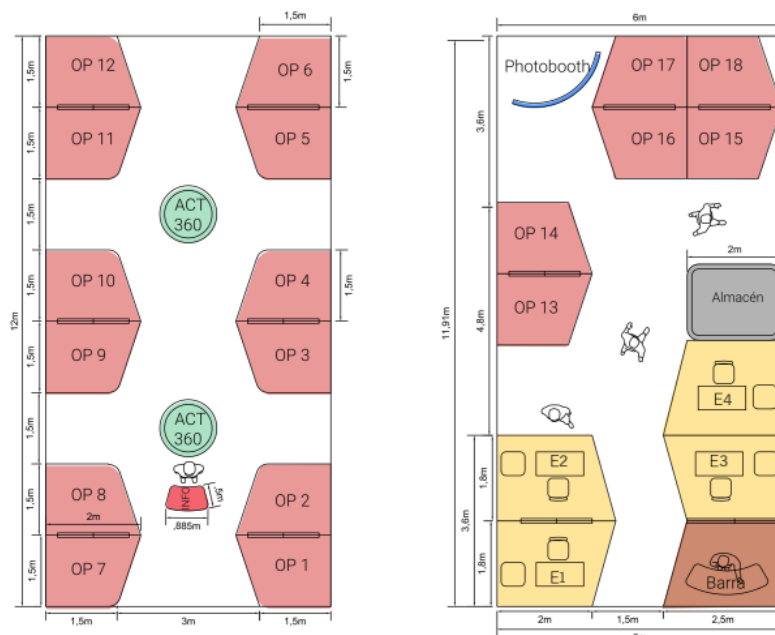 1,5m
6m
OP 12
OP 6
1,5m
1,5m
1,5m
OP 11
OP 5
ACT
360
1,5m
1,5m
OP 10
OP 4
1,5m
1,5m
12m
OP 9
OP 3
1,5m
ACT
360
1,5m
OP 8
INFO
,5m
OP 2
1,5m
2m
,885m
OP 7
OP 1
1,5m
1,5m
3m
1,5m
Photobooth
OP 17
OP 18
3,6m
OP 16
OP 15
OP 14
2m
Almacén
11,91m
4,8m
OP 13
E4
E2
E3
1,8m
3,6m
1,8m
E1
Barra
2m
1,5m
2,5m